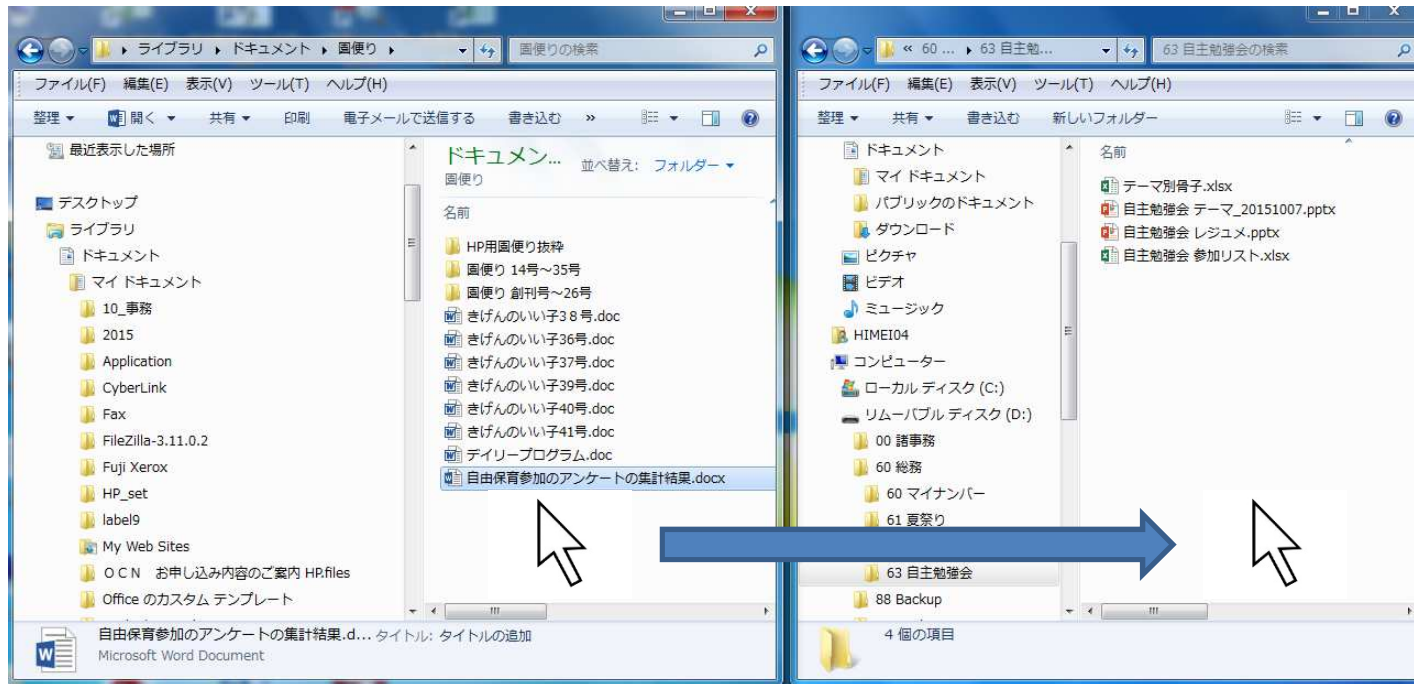 ライブラリ ▸ ドキュメント ▸ 園便り ▸
園便りの検索
ファイル(F) 編集(E) 表示(V) ツール(T) ヘルプ(H)
整理 開く 共有 印刷 電子メールで送信する 書き込む »
最近表示した場所
デスクトップ
ライブラリ
ドキュメント
マイ ドキュメント
10_事務
2015
Application
CyberLink
Fax
FileZilla-3.11.0.2
Fuji Xerox
HP_set
label9
My Web Sites
OCN お申し込み内容のご案内 HP.files
Office のカスタム テンプレート
ドキュメン...
園便り
並べ替え: フォルダー
名前
HP用園便り抜粋
園便り 14号～35号
園便り 創刊号～26号
きげんのいい子38号.doc
きげんのいい子36号.doc
きげんのいい子37号.doc
きげんのいい子39号.doc
きげんのいい子40号.doc
きげんのいい子41号.doc
デイリープログラム.doc
自由保育参加のアンケートの集計結果.docx
自由保育参加のアンケートの集計結果.d... タイトル: タイトルの追加
Microsoft Word Document
« 60 ... ▸ 63 自主勉...
63 自主勉強会の検索
ファイル(F) 編集(E) 表示(V) ツール(T) ヘルプ(H)
整理 共有 書き込む 新しいフォルダー
ドキュメント
マイ ドキュメント
パブリックのドキュメント
ダウンロード
ピクチャ
ビデオ
ミュージック
HIMEI04
コンピューター
ローカル ディスク (C:)
リムーバブル ディスク (D:)
00 諸事務
60 総務
60 マイナンバー
61 夏祭り
63 自主勉強会
88 Backup
名前
テーマ別骨子.xlsx
自主勉強会 テーマ_20151007.pptx
自主勉強会 レジュメ.pptx
自主勉強会 参加リスト.xlsx
4 個の項目